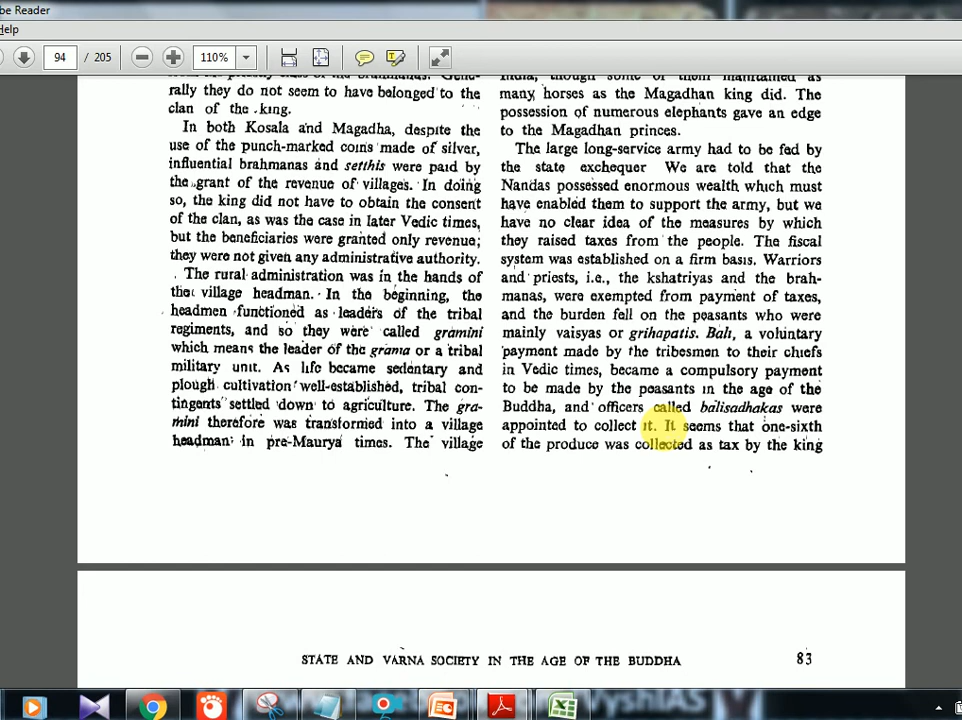 be Reader
Help
94 / 205
110%
rally they do not seem to have belonged to the
clan of the king.
In both Kosala and Magadha, despite the
use of the punch-marked coins made of silver,
influential brahmanas and setthis were paid by
the grant of the revenue of villages. In doing
so, the king did not have to obtain the consent
of the clan, as was the case in later Vedic times,
but the beneficiaries were granted only revenue;
they were not given any administrative authority.
The rural administration was in the hands of
the village headman. In the beginning, the
headmen functioned as leaders of the tribal
regiments, and so they were called gramini
which means the leader of the grama or a tribal
military unit. As life became sedentary and
plough cultivation well-established, tribal con-
tingents settled down to agriculture. The gra-
mini therefore was transformed into a village
headman in pre-Maurya times. The village
India, though some of them maintained as
many horses as the Magadhan king did. The
possession of numerous elephants gave an edge
to the Magadhan princes.
The large long-service army had to be fed by
the state exchequer We are told that the
Nandas possessed enormous wealth which must
have enabled them to support the army, but we
have no clear idea of the measures by which
they raised taxes from the people. The fiscal
system was established on a firm basis. Warriors
and priests, i.e., the kshatriyas and the brah-
manas, were exempted from payment of taxes,
and the burden fell on the peasants who were
mainly vaisyas or grihapatis. Bali, a voluntary
payment made by the tribesmen to their chiefs
in Vedic times, became a compulsory payment
to be made by the peasants in the age of the
Buddha, and officers called balisadhakas were
appointed to collect it. It seems that one-sixth
of the produce was collected as tax by the king
STATE AND VARNA SOCIETY IN THE AGE OF THE BUDDHA 83